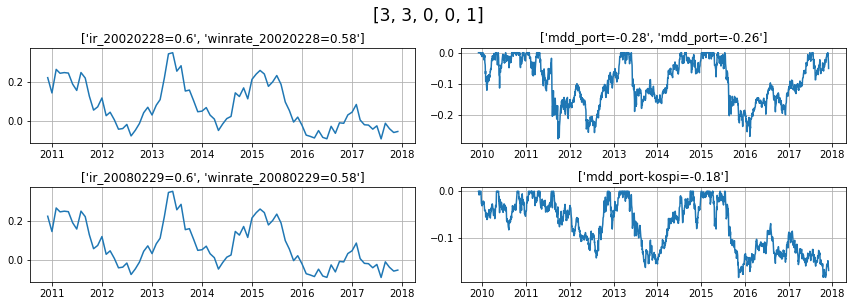 [3, 3, 0, 0, 1]
['ir_20020228=0.6', 'winrate_20020228=0.58']
0.2
0.0
2011 2012 2013 2014 2015 2016 2017 2018
['mdd_port=-0.28', 'mdd_port=-0.26']
0.0
−0.1
−0.2
2010 2011 2012 2013 2014 2015 2016 2017 2018
['ir_20080229=0.6', 'winrate_20080229=0.58']
0.2
0.0
2011 2012 2013 2014 2015 2016 2017 2018
['mdd_port-kospi=-0.18']
0.0
−0.1
2010 2011 2012 2013 2014 2015 2016 2017 2018